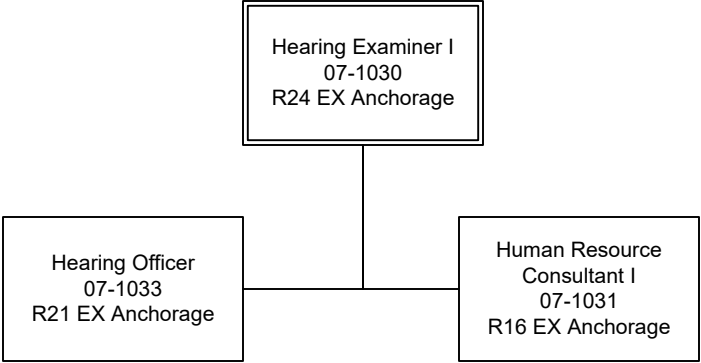 Hearing Examiner I
07-1030
R24 EX Anchorage
Hearing Officer
07-1033
R21 EX Anchorage
Human Resource
Consultant I
07-1031
R16 EX Anchorage